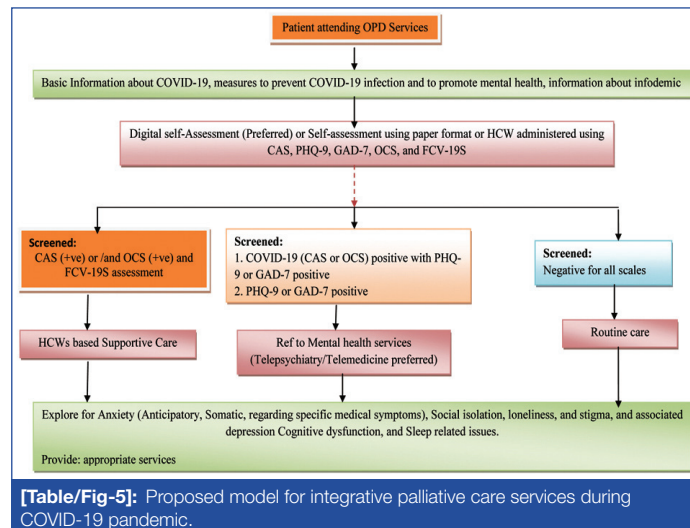 Patient attending OPD Services
Basic Information about COVID-19, measures to prevent COVID-19 infection and to promote mental health, information about infodemic
Digital self-Assessment (Preferred) or Self-assessment using paper format or HCW administered using
CAS, PHQ-9, GAD-7, OCS, and FCV-19S
Screened:
CAS (+ve) or /and OCS (+ve) and
FCV-19S assessment
Screened:
1. COVID-19 (CAS or OCS) positive with PHQ-
9 or GAD-7 positive
2. PHQ-9 or GAD-7 positive
Screened:
Negative for all scales
HCWs based Supportive Care
Ref to Mental health services
(Telepsychiatry/Telemedicine preferred)
Routine care
Explore for Anxiety (Anticipatory, Somatic, regarding specific medical symptoms), Social isolation, loneliness, and stigma, and associated
depression Cognitive dysfunction, and Sleep related issues.
Provide: appropriate services
[Table/Fig-5]: Proposed model for integrative palliative care services during
COVID-19 pandemic.